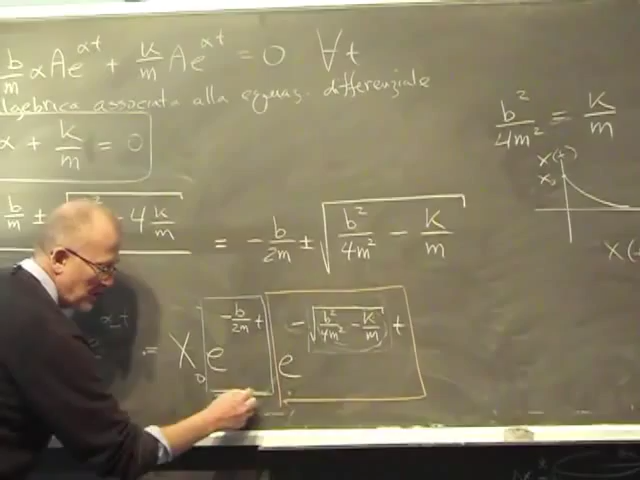 b/m αAe^{αt} + k/m Ae^{αt} = 0 ∀t
algebrica associata alla equaz. differenziale
α + k/m = 0
b/m ± √ - 4 k/m = -b/2m ± √(b²/4m² - k/m)
= X₀ e^{-b/2m t} e^{-√(b²/4m² - k/m) t}
b²/4m² = k/m
X(t)
X₀
X(